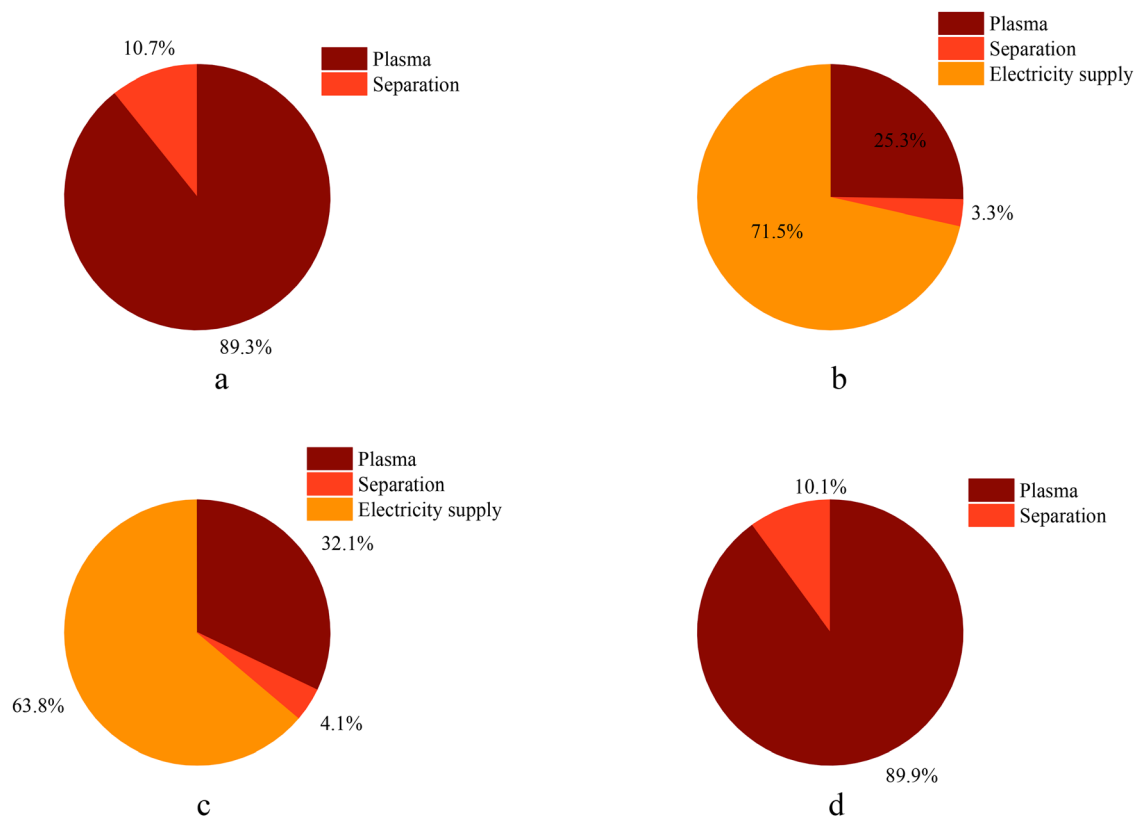 10.7%
Plasma
Separation
89.3%
a
Plasma
Separation
Electricity supply
25.3%
3.3%
71.5%
b
Plasma
Separation
Electricity supply
32.1%
63.8%
4.1%
c
10.1%
Plasma
Separation
89.9%
d